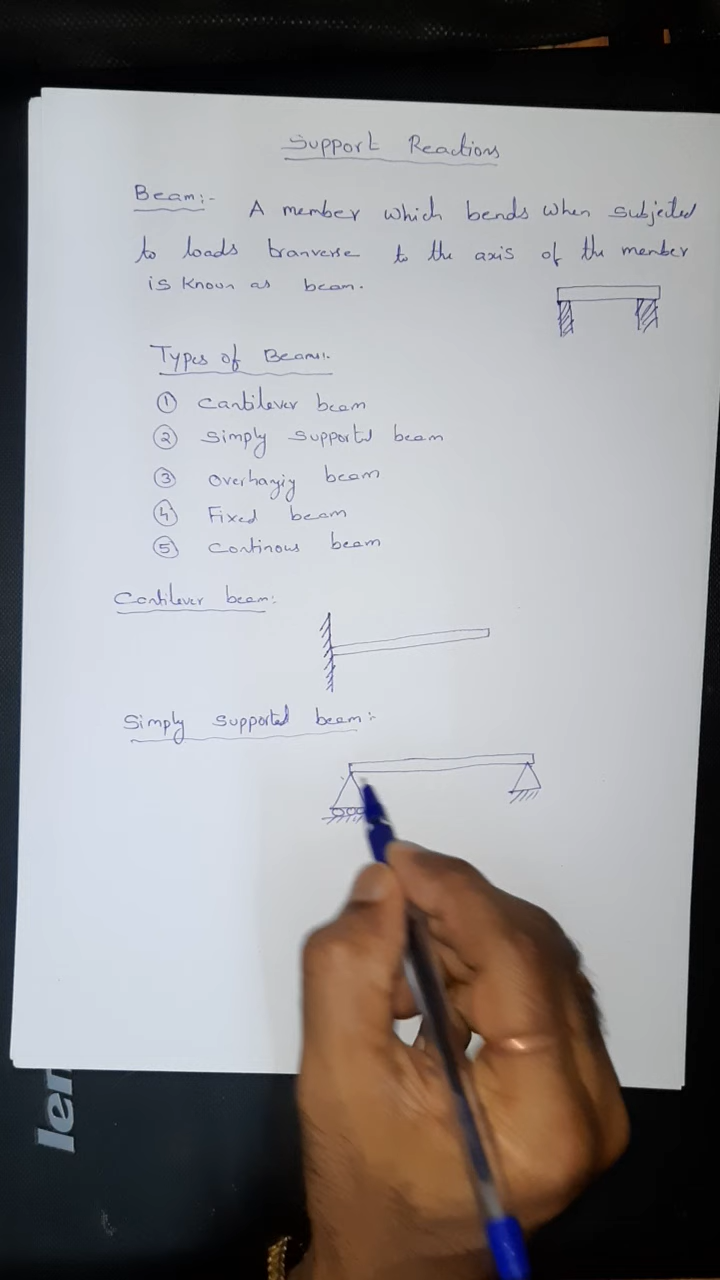 Support Reactions
Beam:- A member which bends when subjected
to loads tranverse to the axis of the member
is known as beam.
Types of Beams:-
① Cantilever beam
② Simply supported beam
③ Overhangig beam
④ Fixed beam
⑤ Continous beam
Cantilever beam:
Simply supported beam:-
len